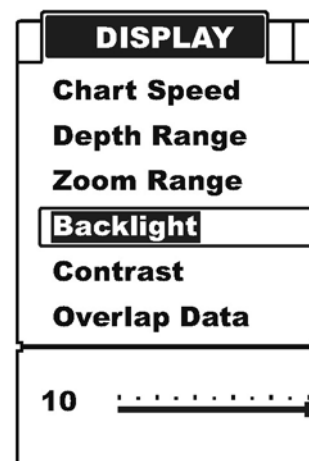 DISPLAY
Chart Speed
Depth Range
Zoom Range
Backlight
Contrast
Overlap Data
10